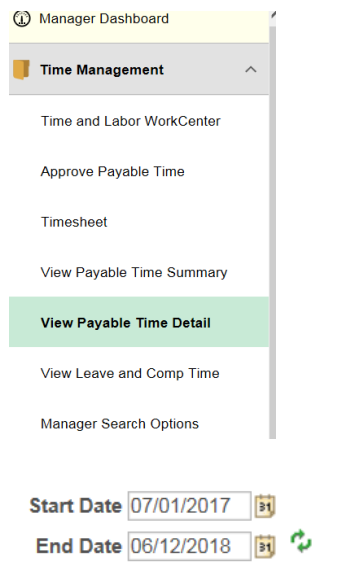 Manager Dashboard
Time Management
Time and Labor WorkCenter
Approve Payable Time
Timesheet
View Payable Time Summary
View Payable Time Detail
View Leave and Comp Time
Manager Search Options
Start Date 07/01/2017 31
End Date 06/12/2018 31